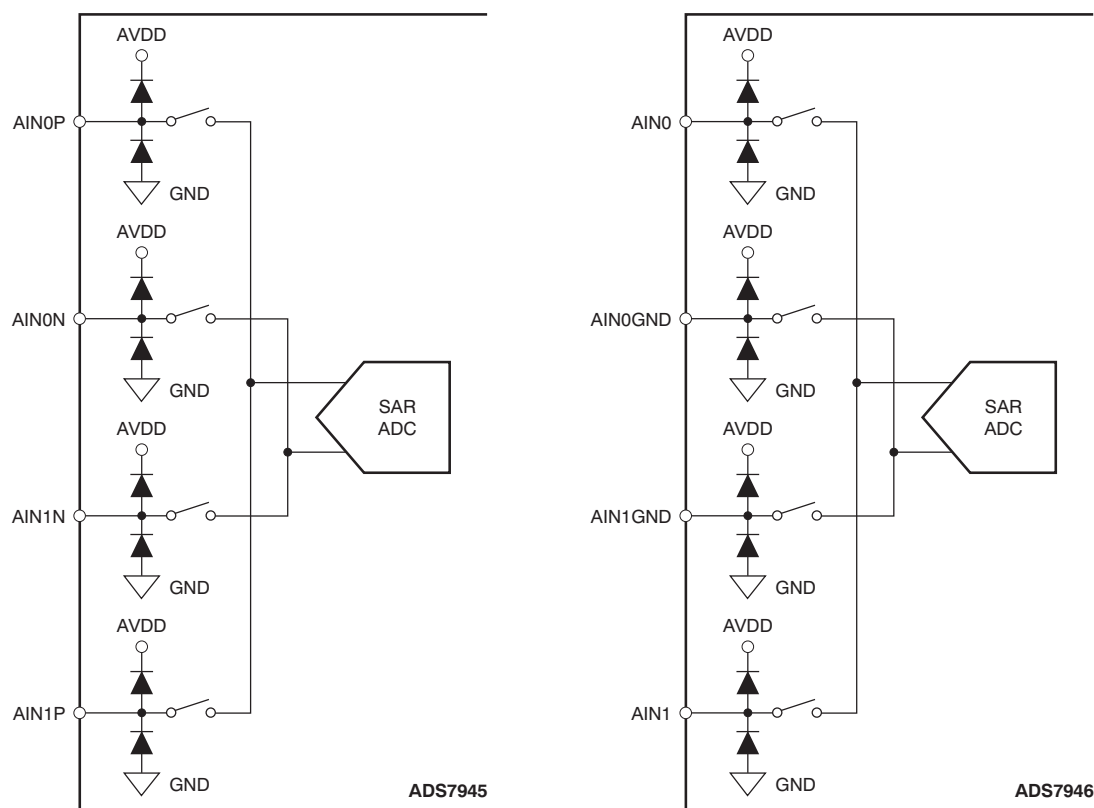 AVDD
AIN0P
GND
AVDD
AIN0N
GND
AVDD
AIN1N
GND
AVDD
AIN1P
GND
SAR
ADC
ADS7945
AVDD
AIN0
GND
AVDD
AIN0GND
GND
AVDD
AIN1GND
GND
AVDD
AIN1
GND
SAR
ADC
ADS7946